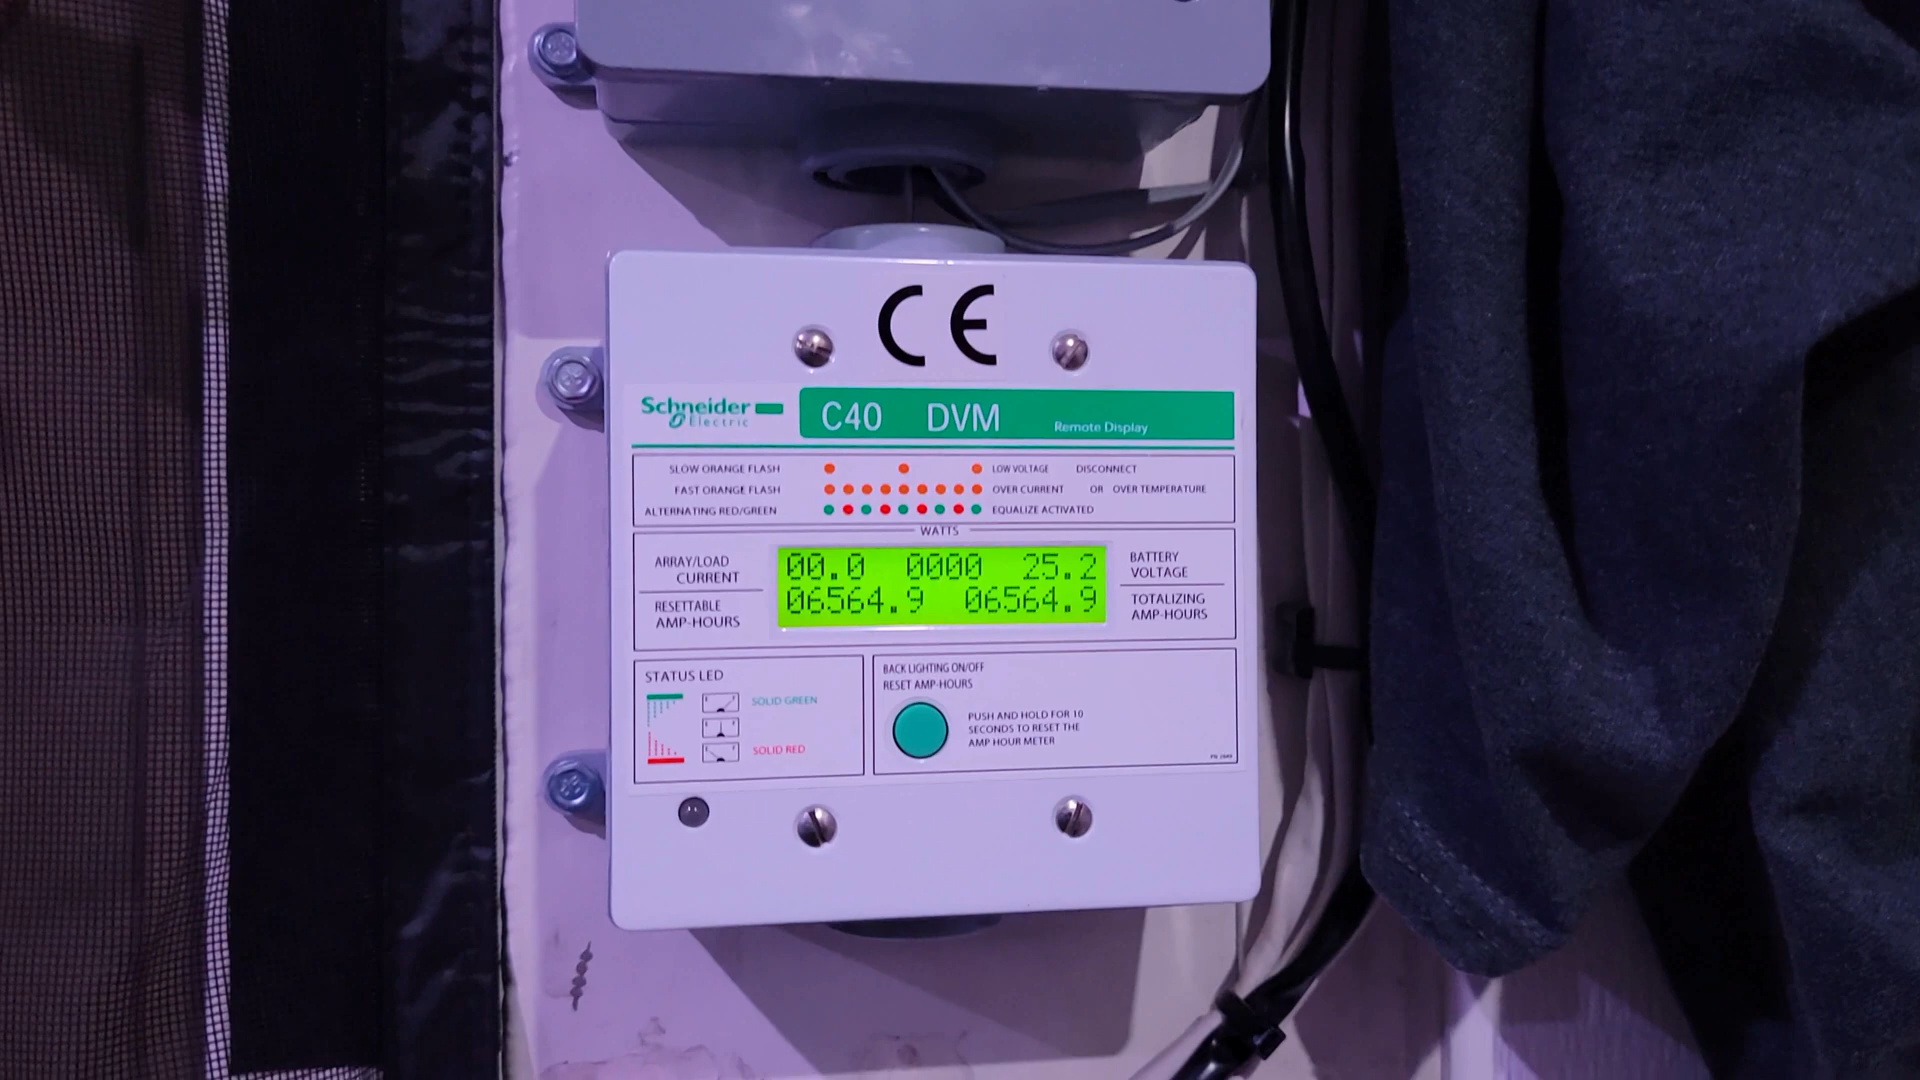 CE
Schneider Electric
C40 DVM Remote Display
SLOW ORANGE FLASH LOW VOLTAGE DISCONNECT
FAST ORANGE FLASH OVER CURRENT OR OVER TEMPERATURE
ALTERNATING RED/GREEN EQUALIZE ACTIVATED
WATTS
ARRAY/LOAD
CURRENT
RESETTABLE
AMP-HOURS
00.0 0000 25.2
06564.9 06564.9
BATTERY
VOLTAGE
TOTALIZING
AMP-HOURS
STATUS LED
SOLID GREEN
SOLID RED
BACK LIGHTING ON/OFF
RESET AMP-HOURS
PUSH AND HOLD FOR 10
SECONDS TO RESET THE
AMP HOUR METER